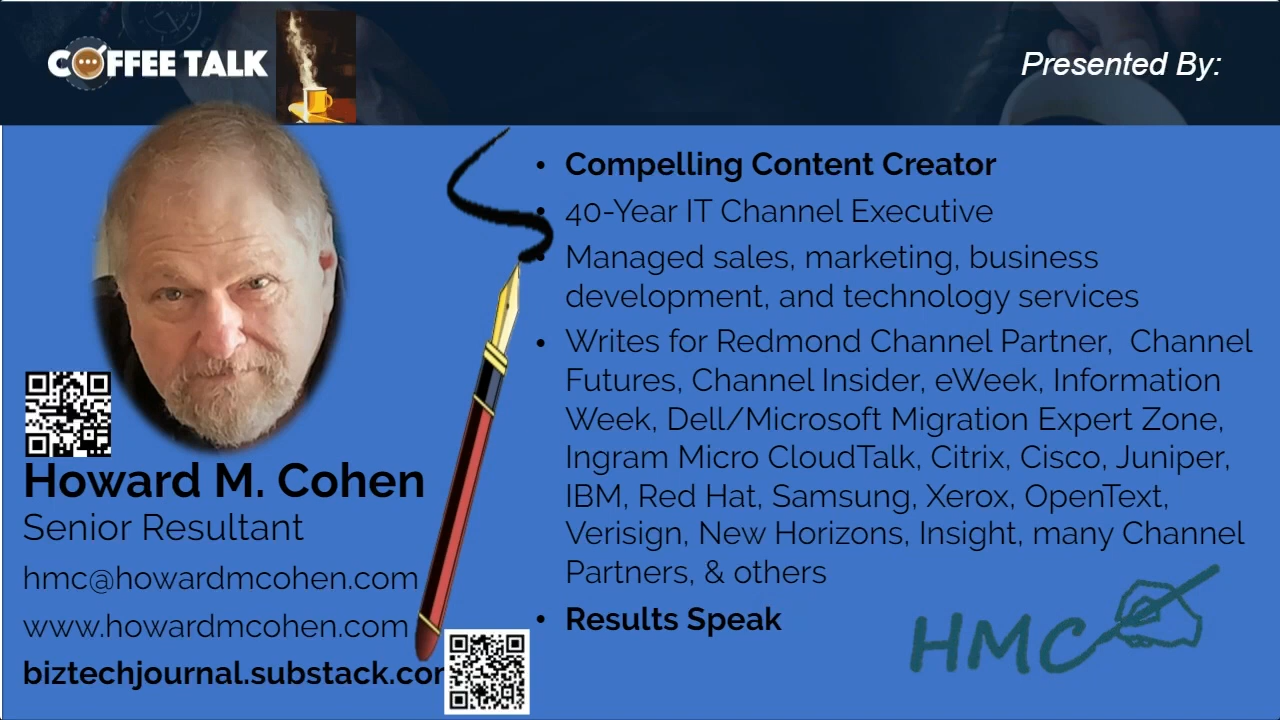 COFFEE TALK
Presented By:
Compelling Content Creator
40-Year IT Channel Executive
Managed sales, marketing, business
development, and technology services
Writes for Redmond Channel Partner, Channel
Futures, Channel Insider, eWeek, Information
Week, Dell/Microsoft Migration Expert Zone,
Ingram Micro CloudTalk, Citrix, Cisco, Juniper,
IBM, Red Hat, Samsung, Xerox, OpenText,
Verisign, New Horizons, Insight, many Channel
Partners, & others
Results Speak
Howard M. Cohen
Senior Resultant
hmc@howardmcohen.com
www.howardmcohen.com
biztechjournal.substack.cor
HMC